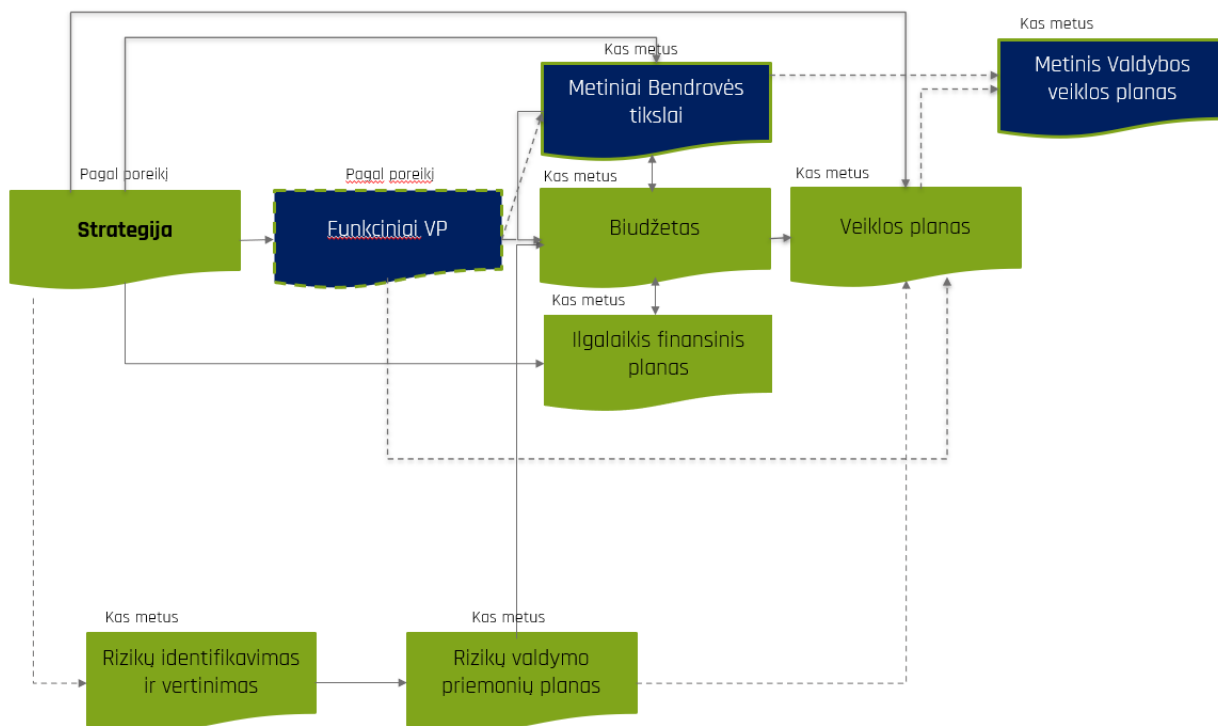 Kas metus
Metinis Valdybos
veiklos planas
Kas metus
Metiniai Bendrovės
tikslai
Pagal poreikį
Strategija
Pagal poreikį
Funkciniai VP
Kas metus
Biudžetas
Kas metus
Veiklos planas
Kas metus
Ilgalaikis finansinis
planas
Kas metus
Rizikų identifikavimas
ir vertinimas
Kas metus
Rizikų valdymo
priemonių planas